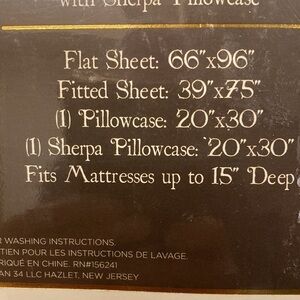 with Sherpa Pillowcase
Flat Sheet: 66"x96"
Fitted Sheet: 39"x75"
(1) Pillowcase: 20"x30"
(1) Sherpa Pillowcase: 20"x30"
Fits Mattresses up to 15" Deep
WASHING INSTRUCTIONS.
TIEN POUR LES INSTRUCTIONS DE LAVAGE.
RIQUÉ EN CHINE. RN#156241
AN 34 LLC HAZLET, NEW JERSEY